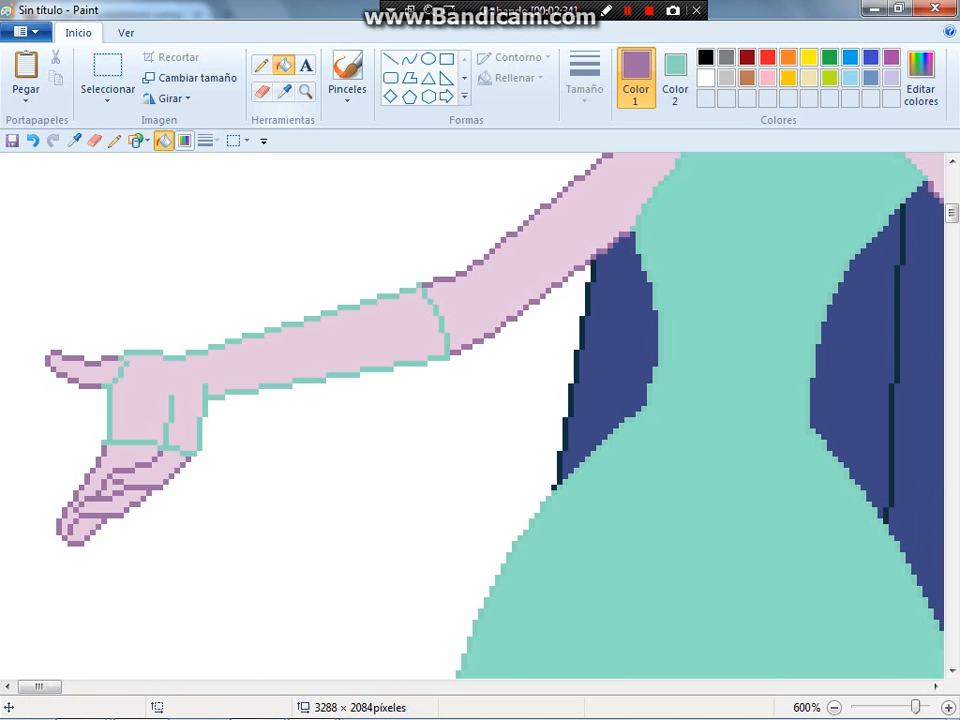 Sin título - Paint
www.Bandicam.com
Inicio
Ver
Pegar
Portapapeles
Seleccionar
Recortar
Cambiar tamaño
Girar
Imagen
A
Herramientas
Pinceles
Contorno
Rellenar
Formas
Tamaño
Color
1
Color
2
Editar
colores
Colores
3288 × 2084píxeles
600%